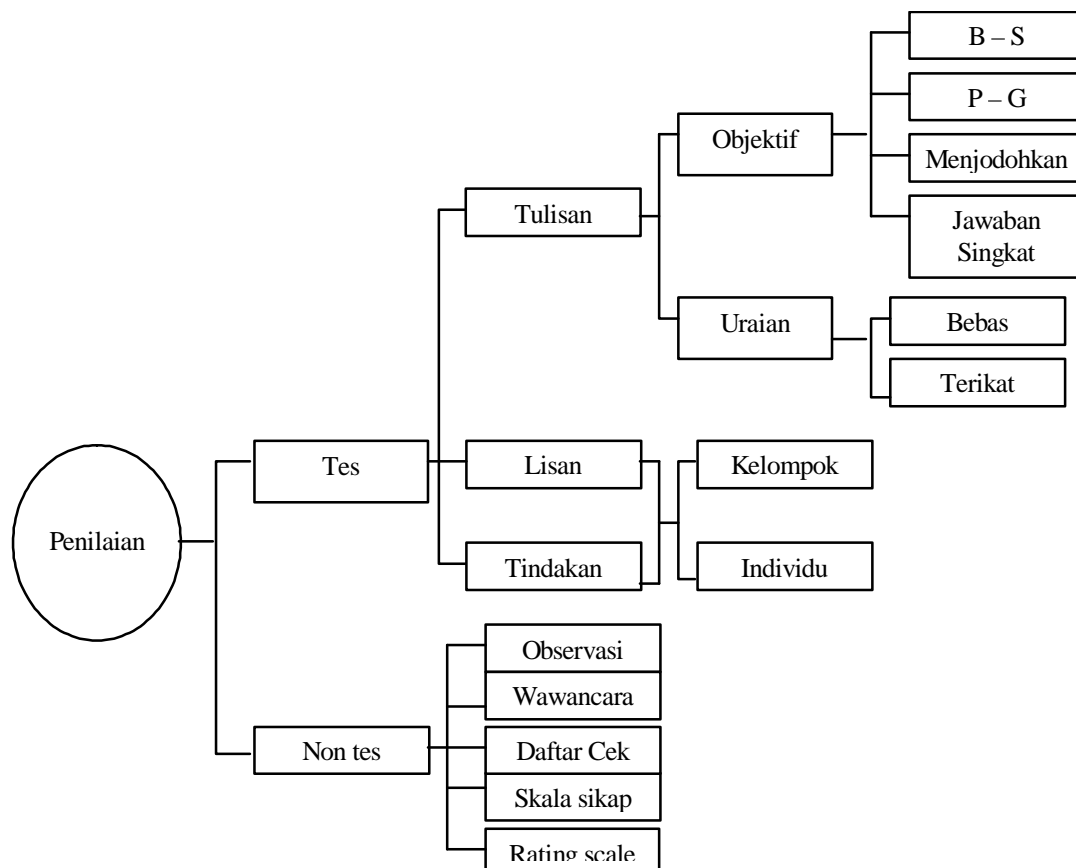 B – S
P – G
Objektif
Menjodohkan
Tulisan
Jawaban
Singkat
Uraian
Bebas
Terikat
Tes
Lisan
Kelompok
Penilaian
Tindakan
Individu
Observasi
Wawancara
Non tes
Daftar Cek
Skala sikap
Rating scale